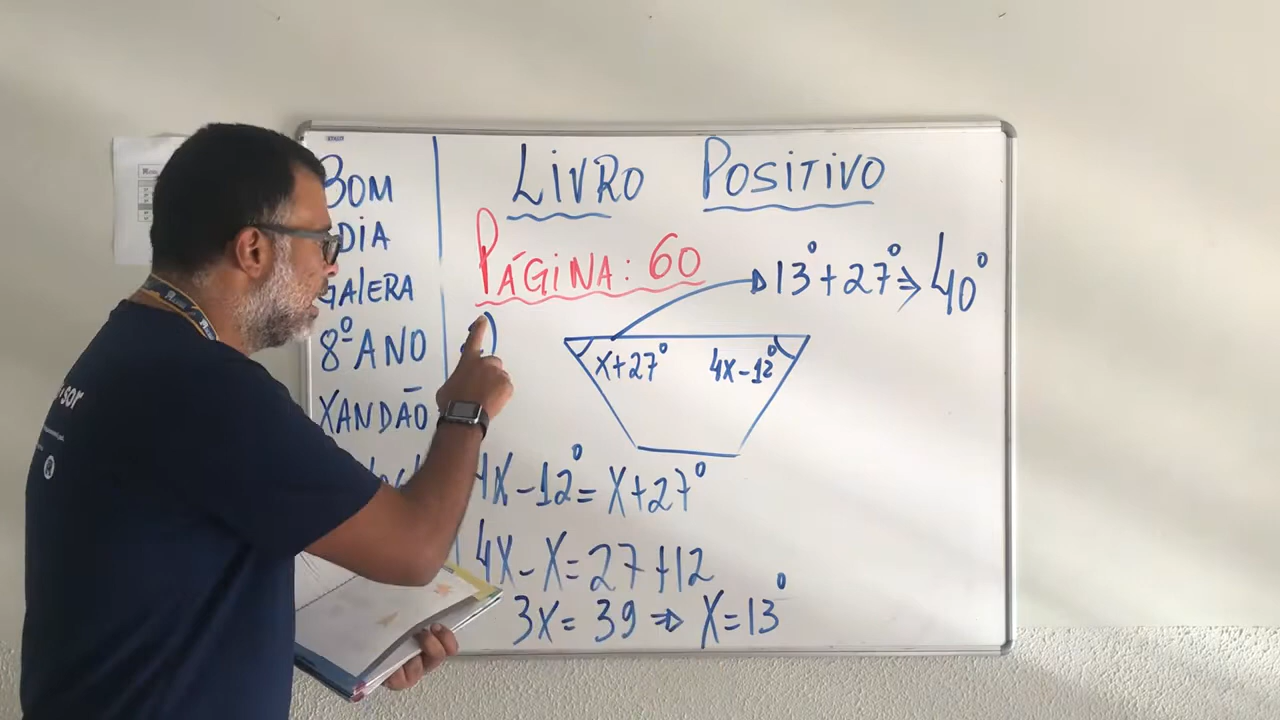 BOM
DIA
GALERA
8º ANO
XANDÃO
LIVRO POSITIVO
PÁGINA: 60
13° + 27° ⇒ 40°
X+27° 4X-12°
4X-12° = X+27°
4X-X = 27+12
3X = 39 ⇒ X = 13°
sor